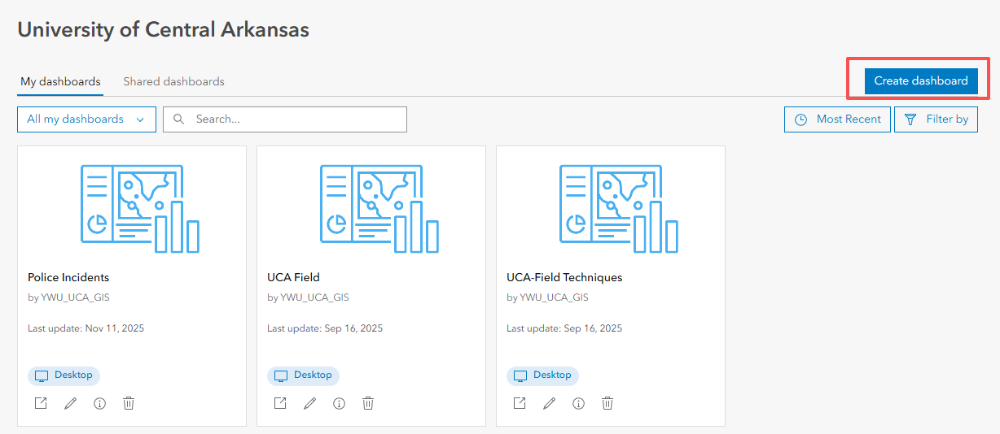 University of Central Arkansas
My dashboards Shared dashboards Create dashboard
All my dashboards Search... Most Recent Filter by
Police Incidents
by YWU_UCA_GIS
Last update: Nov 11, 2025
Desktop
UCA Field
by YWU_UCA_GIS
Last update: Sep 16, 2025
Desktop
UCA-Field Techniques
by YWU_UCA_GIS
Last update: Sep 16, 2025
Desktop